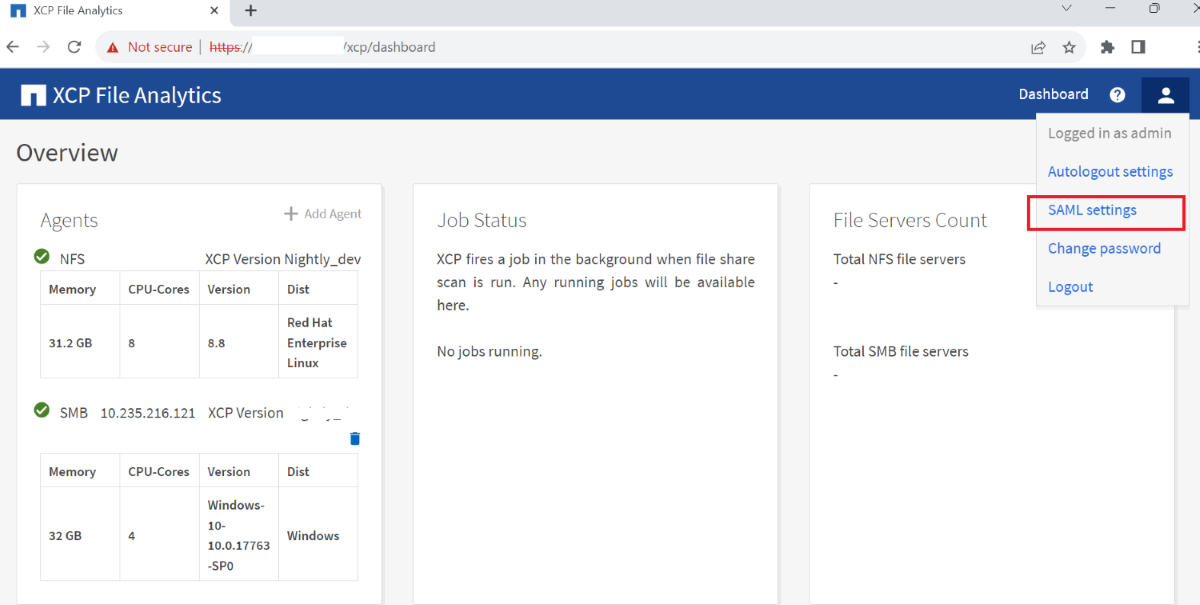 XCP File Analytics
Not secure | https:// /xcp/dashboard
XCP File Analytics
Dashboard
Logged in as admin
Autologout settings
SAML settings
Change password
Logout
Overview
Agents
Add Agent
NFS XCP Version Nightly_dev
Memory CPU-Cores Version Dist
31.2 GB 8 8.8 Red Hat
Enterprise
Linux
SMB 10.235.216.121 XCP Version
Memory CPU-Cores Version Dist
32 GB 4 Windows-
10-
10.0.17763
-SP0 Windows
Job Status
XCP fires a job in the background when file share
scan is run. Any running jobs will be available
here.
No jobs running.
File Servers Count
Total NFS file servers
-
Total SMB file servers
-